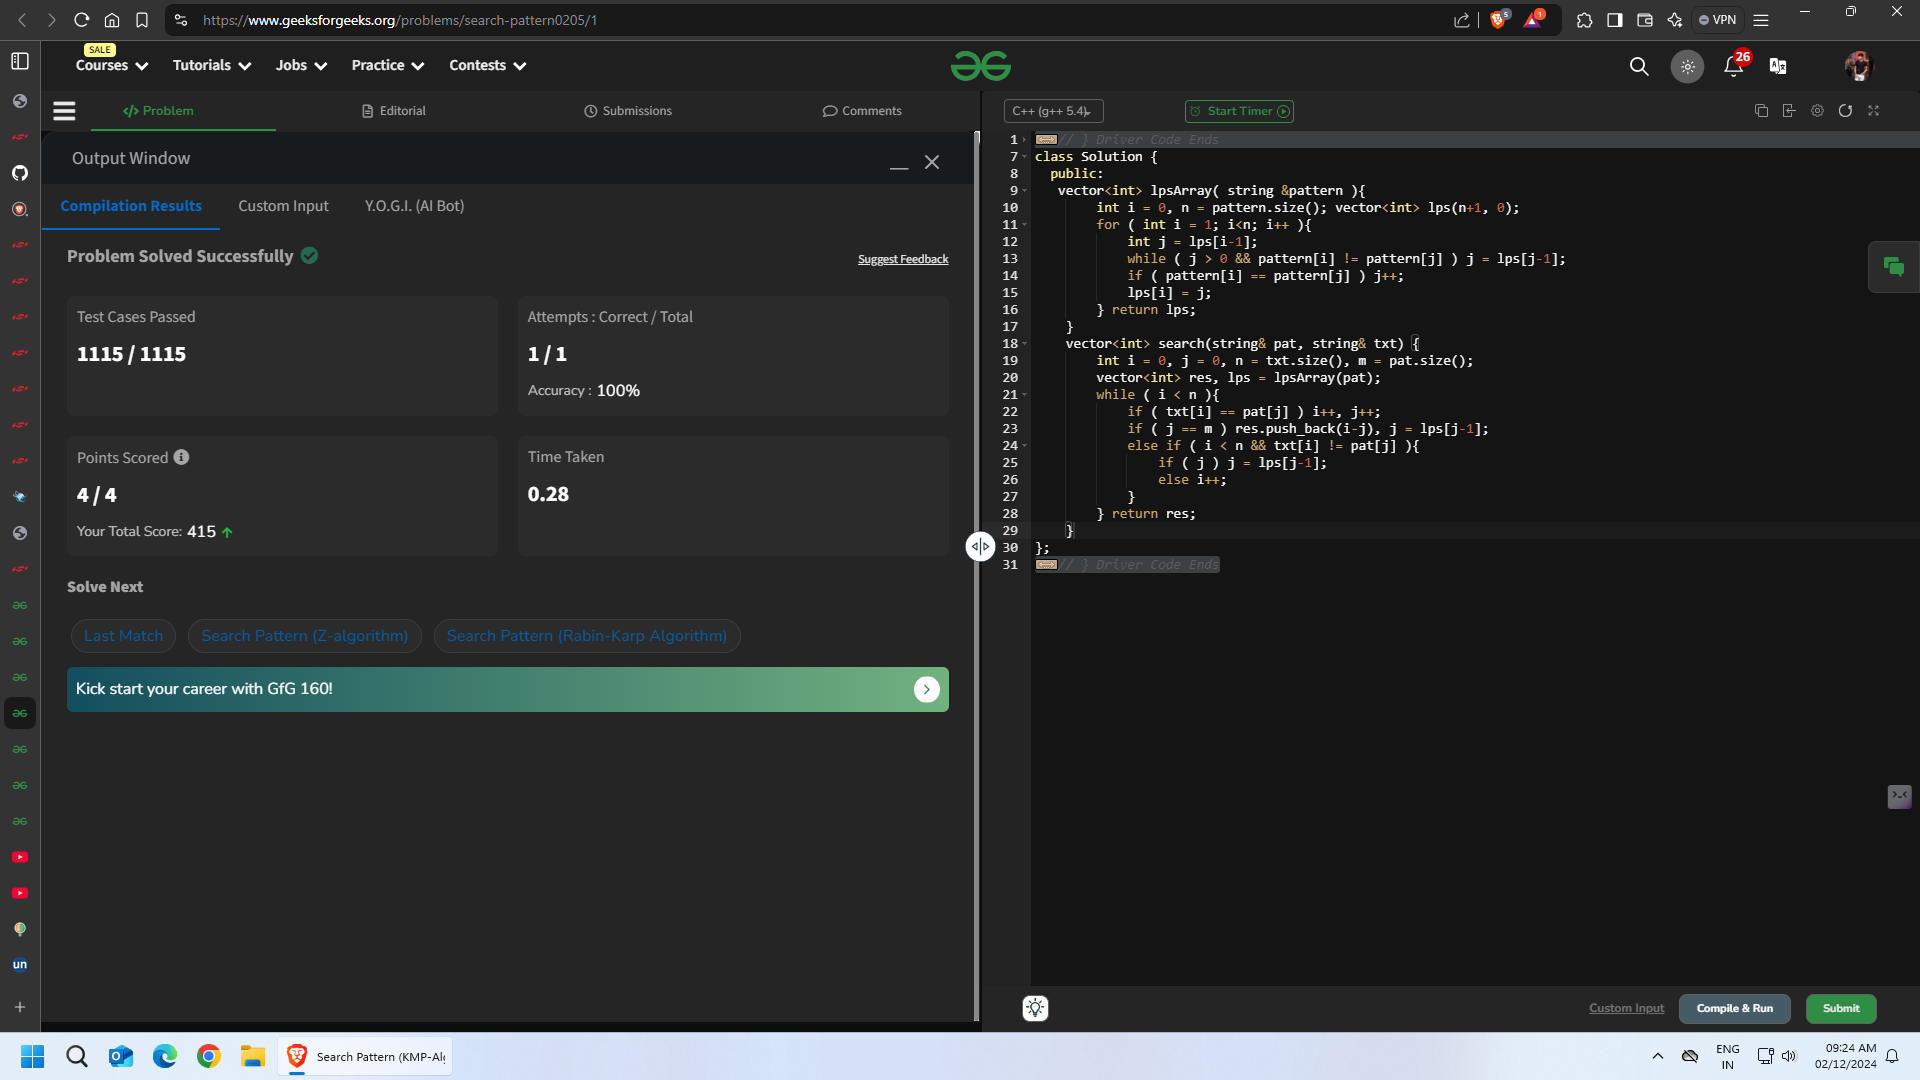 https://www.geeksforgeeks.org/problems/search-pattern0205/1
5
1
VPN
SALE
Courses
Tutorials
Jobs
Practice
Contests
26
Problem
Editorial
Submissions
Comments
C++ (g++ 5.4)
Start Timer
Output Window
Compilation Results
Custom Input
Y.O.G.I. (AI Bot)
Problem Solved Successfully
Suggest Feedback
Test Cases Passed
1115 / 1115
Attempts : Correct / Total
1 / 1
Accuracy : 100%
Points Scored
4 / 4
Your Total Score: 415
Time Taken
0.28
Solve Next
Last Match
Search Pattern (Z-algorithm)
Search Pattern (Rabin-Karp Algorithm)
Kick start your career with GfG 160!
1 // } Driver Code Ends
7 class Solution {
8 public:
9 vector<int> lpsArray( string &pattern ){
10 int i = 0, n = pattern.size(); vector<int> lps(n+1, 0);
11 for ( int i = 1; i<n; i++ ){
12 int j = lps[i-1];
13 while ( j > 0 && pattern[i] != pattern[j] ) j = lps[j-1];
14 if ( pattern[i] == pattern[j] ) j++;
15 lps[i] = j;
16 } return lps;
17 }
18 vector<int> search(string& pat, string& txt) {
19 int i = 0, j = 0, n = txt.size(), m = pat.size();
20 vector<int> res, lps = lpsArray(pat);
21 while ( i < n ){
22 if ( txt[i] == pat[j] ) i++, j++;
23 if ( j == m ) res.push_back(i-j), j = lps[j-1];
24 else if ( i < n && txt[i] != pat[j] ){
25 if ( j ) j = lps[j-1];
26 else i++;
27 }
28 } return res;
29 }
30 };
31 // } Driver Code Ends
un
Custom Input
Compile & Run
Submit
Search Pattern (KMP-Al
ENG
IN
09:24 AM
02/12/2024